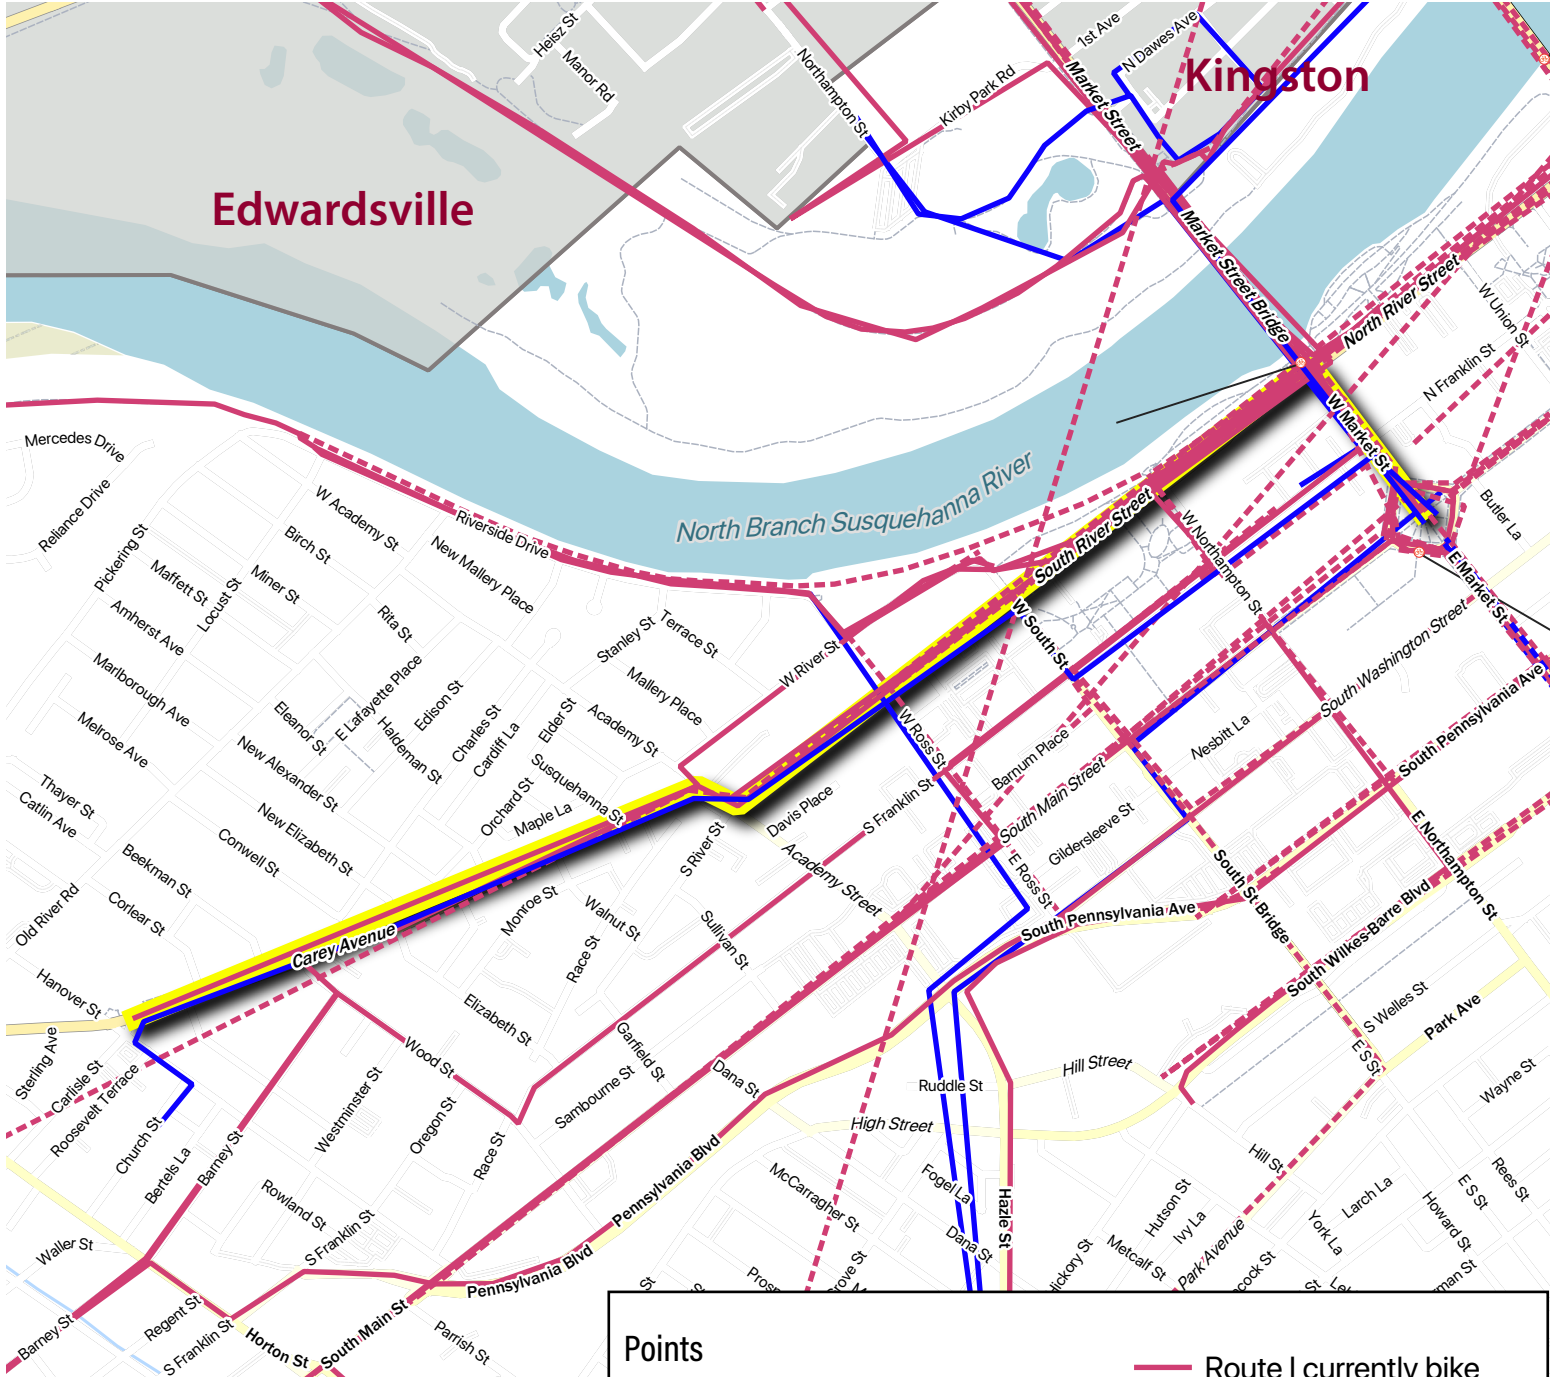 Heisz St
Manor Rd
Northampton St
Kirby Park Rd
1st Ave
N Dawes Ave
Market Street
Kingston
Edwardsville
Market Street Bridge
North River Street
W Union St
N Franklin St
W Market St
Butler La
E Market St
North Branch Susquehanna River
South River Street
W Northampton St
W South St
South Washington Street
South Pennsylvania Ave
Mercedes Drive
Reliance Drive
Pickering St
W Academy St
Birch St
Riverside Drive
New Mallery Place
Maffett St
Locust St
Miner St
Amherst Ave
Rita St
Stanley St
Terrace St
W River St
Marlborough Ave
E Lafayette Place
Mallery Place
Melrose Ave
Eleanor St
Edison St
Haldeman St
Charles St
Cardiff La
Elder St
Academy St
New Alexander St
Susquehanna St
Orchard St
Maple La
W Ross St
Barnum Place
Nesbitt La
South Main Street
Thayer St
Catlin Ave
New Elizabeth St
Conwell St
Beekman St
Davis Place
S Franklin St
Gildersleeve St
E Ross St
S River St
Academy Street
South St Bridge
E Northampton St
Old River Rd
Corlear St
Monroe St
Walnut St
Sullivan St
South Pennsylvania Ave
South Wilkes-Barre Blvd
Carey Avenue
Race St
Hanover St
Elizabeth St
S Welles St
Park Ave
Sterling Ave
Carlisle St
Roosevelt Terrace
Wood St
Garfield St
Sambourne St
Dana St
Ruddle St
Hill Street
E S St
Wayne St
High Street
Church St
Bertels La
Barney St
Westminster St
Oregon St
Race St
Pennsylvania Blvd
McCarragher St
Fogel La
Dana St
Hazle St
Hill St
Hutson St
Ivy La
Metcalf St
Park Avenue
York La
Larch La
Howard St
E S St
Rees St
Rowland St
S Franklin St
Waller St
Pennsylvania Blvd
Hickory St
Barney St
Regent St
S Franklin St
Horton St
South Main St
Parrish St
Points
Route I currently bike